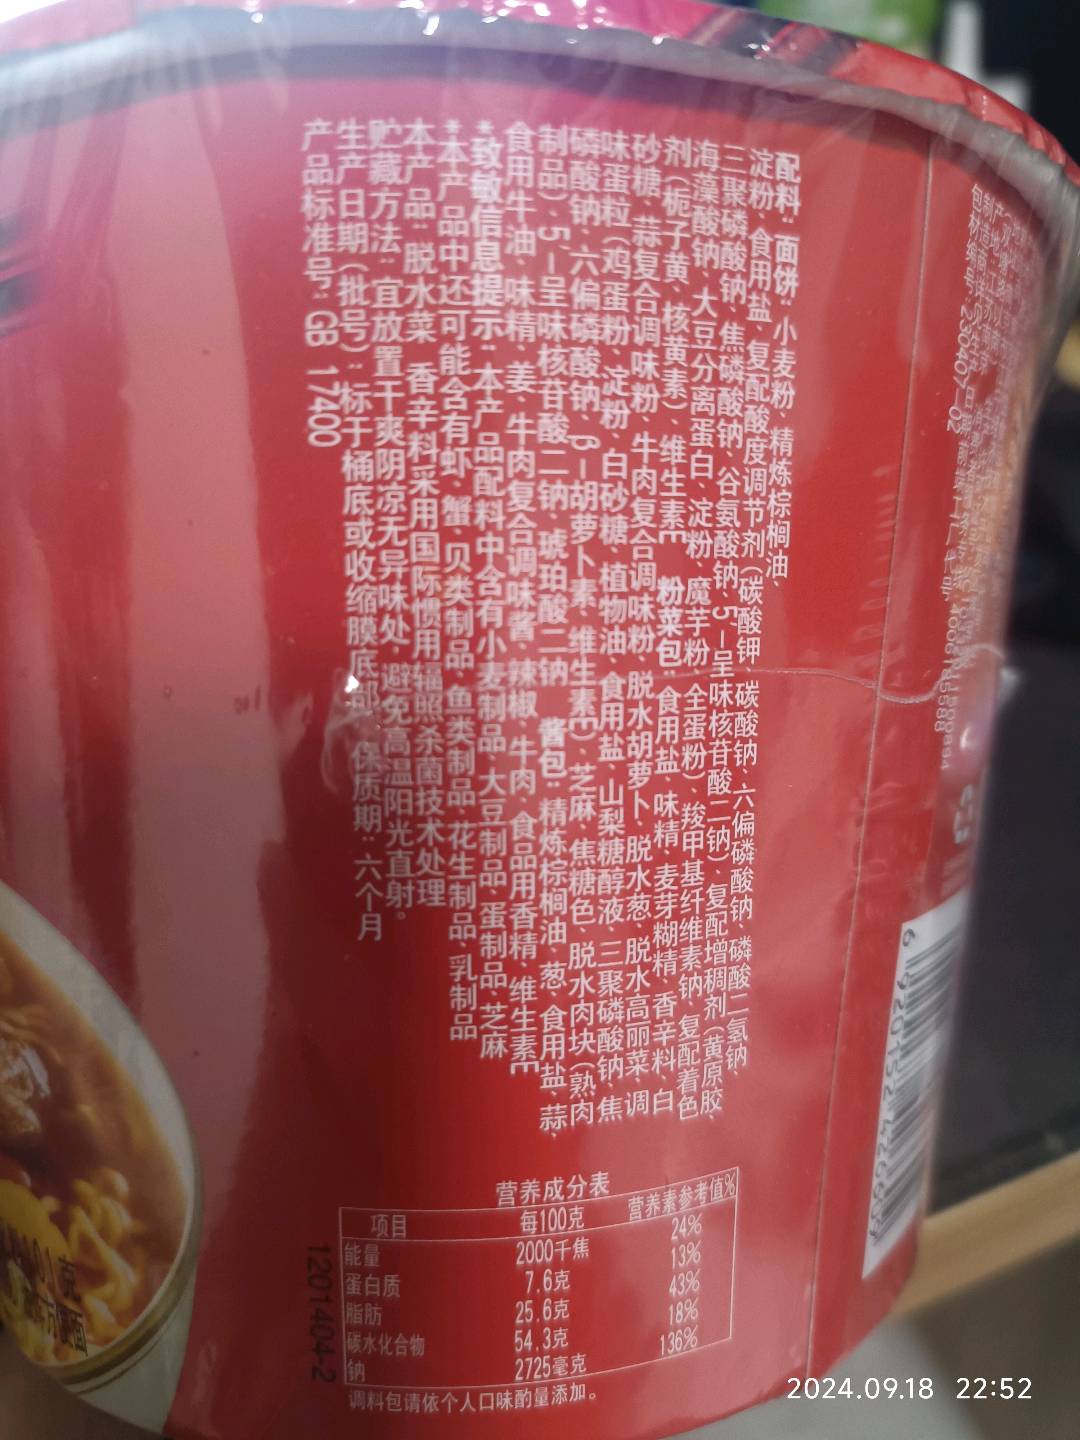 配料：面饼：小麦粉、精炼棕榈油、
淀粉、食用盐、复配酸度调节剂（碳酸钾、碳酸钠、六偏磷酸钠、磷酸二氢钠、
三聚磷酸钠、焦磷酸钠、谷氨酸钠、5－呈味核苷酸二钠）、复配增稠剂（黄原胶、
海藻酸钠、大豆分离蛋白、淀粉、魔芋粉、全蛋粉）、羧甲基纤维素钠、复配着色
剂（栀子黄、核黄素）、维生素E 粉菜包：食用盐、味精、麦芽糊精、香辛料、白
砂糖、蒜复合调味粉、牛肉复合调味粉、脱水胡萝卜、脱水葱、脱水高丽菜、调
味蛋粒（鸡蛋粉、淀粉、白砂糖、植物油、食用盐、山梨糖醇液、三聚磷酸钠、焦
磷酸钠、六偏磷酸钠、β－胡萝卜素、维生素E）、芝麻、焦糖色、脱水肉块（熟肉
制品）、5－呈味核苷酸二钠、琥珀酸二钠 酱包：精炼棕榈油、葱、食用盐、蒜、
食用牛油、味精、姜、牛肉复合调味酱、辣椒、牛肉、食品用香精、维生素E
*致敏信息提示：本产品配料中含有小麦制品、大豆制品、蛋制品、芝麻
*本产品中还可能含有虾、蟹、贝类制品、鱼类制品、花生制品、乳制品
本产品 脱水菜、香辛料采用国际惯用辐照杀菌技术处理
贮藏方法：宜放置干爽阴凉无异味处、避免高温阳光直射。
生产日期（批号）：标于桶底或收缩膜底部 保质期：六个月
产品标准号：GB 17400
包材编号：230407-02
6 920152 426609
营养成分表
项目 每100克 营养素参考值%
能量 2000千焦 24%
蛋白质 7.6克 13%
脂肪 25.6克 43%
碳水化合物 54.3克 18%
钠 2725毫克 136%
调料包请依个人口味酌量添加。
1201404-2
2024.09.18 22:52